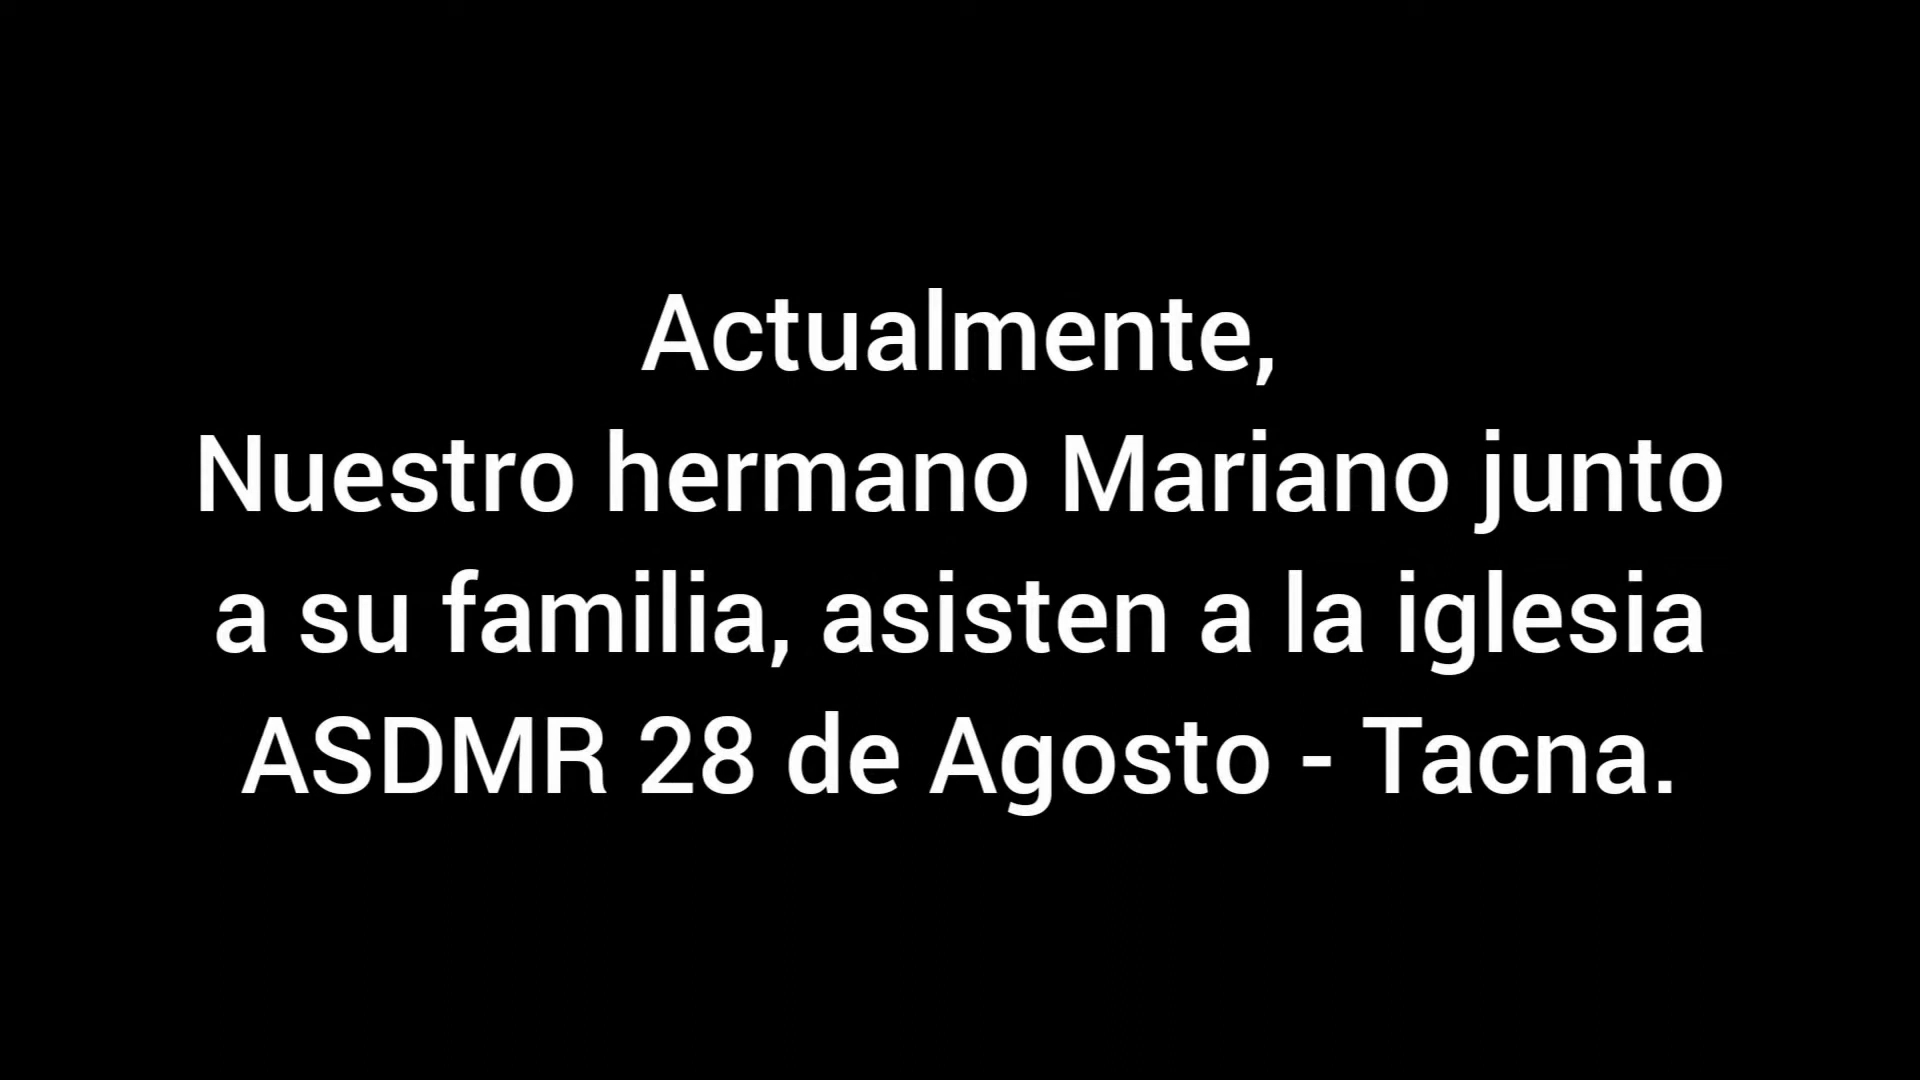 Actualmente,
Nuestro hermano Mariano junto
a su familia, asisten a la iglesia
ASDMR 28 de Agosto - Tacna.